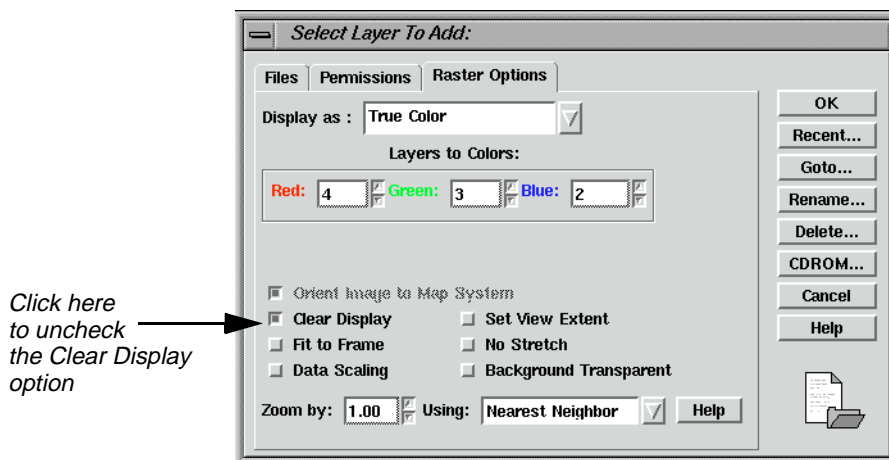 Select Layer To Add:
Files Permissions Raster Options
Display as : True Color
Layers to Colors:
Red: 4 Green: 3 Blue: 2
Orient Image to Map System
Clear Display Set View Extent
Fit to Frame No Stretch
Data Scaling Background Transparent
Zoom by: 1.00 Using: Nearest Neighbor Help
OK
Recent...
Goto...
Rename...
Delete...
CDROM...
Cancel
Help
Click here
to uncheck
the Clear Display
option